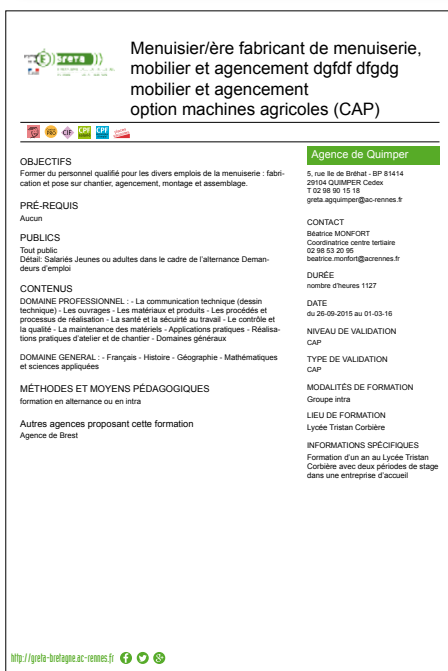 Greta
Menuisier/ère fabricant de menuiserie,
mobilier et agencement dgfdf dfgdg
mobilier et agencement
option machines agricoles (CAP)
PRO
CIF
CPF
CPF
OBJECTIFS
Former du personnel qualifié pour les divers emplois de la menuiserie : fabri-
cation et pose sur chantier, agencement, montage et assemblage.
PRÉ-REQUIS
Aucun
PUBLICS
Tout public
Détail: Salariés Jeunes ou adultes dans le cadre de l'alternance Deman-
deurs d'emploi
CONTENUS
DOMAINE PROFESSIONNEL : - La communication technique (dessin
technique) - Les ouvrages - Les matériaux et produits - Les procédés et
processus de réalisation - La santé et la sécuirté au travail - Le contrôle et
la qualité - La maintenance des matériels - Applications pratiques - Réalisa-
tions pratiques d'atelier et de chantier - Domaines généraux
DOMAINE GENERAL : - Français - Histoire - Géographie - Mathématiques
et sciences appliquées
MÉTHODES ET MOYENS PÉDAGOGIQUES
formation en alternance ou en intra
Autres agences proposant cette formation
Agence de Brest
Agence de Quimper
5, rue Ile de Bréhat - BP 81414
29104 QUIMPER Cedex
T 02 98 90 15 18
greta.agquimper@ac-rennes.fr
CONTACT
Béatrice MONFORT
Coordinatrice centre tertiaire
02 98 53 20 95
beatrice.monfort@acrennes.fr
DURÉE
nombre d'heures 1127
DATE
du 26-09-2015 au 01-03-16
NIVEAU DE VALIDATION
CAP
TYPE DE VALIDATION
CAP
MODALITÉS DE FORMATION
Groupe intra
LIEU DE FORMATION
Lycée Tristan Corbière
INFORMATIONS SPÉCIFIQUES
Formation d'un an au Lycée Tristan
Corbière avec deux périodes de stage
dans une entreprise d'accueil
http://greta-bretagne.ac-rennes.fr